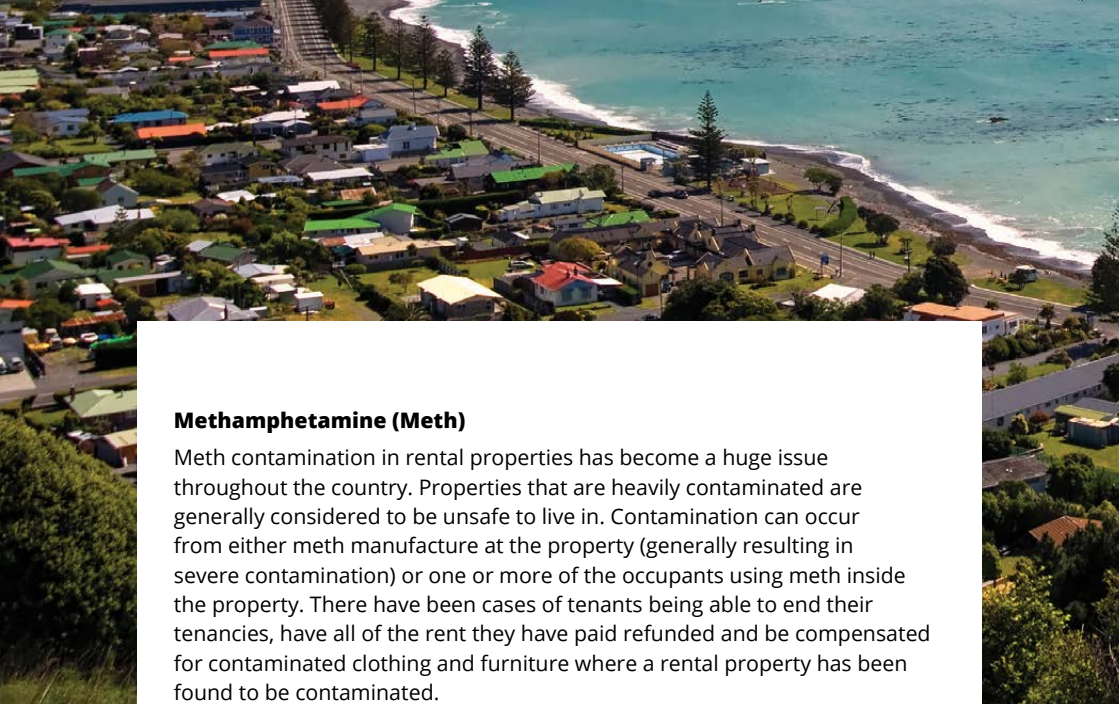 Methamphetamine (Meth)
Meth contamination in rental properties has become a huge issue
throughout the country. Properties that are heavily contaminated are
generally considered to be unsafe to live in. Contamination can occur
from either meth manufacture at the property (generally resulting in
severe contamination) or one or more of the occupants using meth inside
the property. There have been cases of tenants being able to end their
tenancies, have all of the rent they have paid refunded and be compensated
for contaminated clothing and furniture where a rental property has been
found to be contaminated.